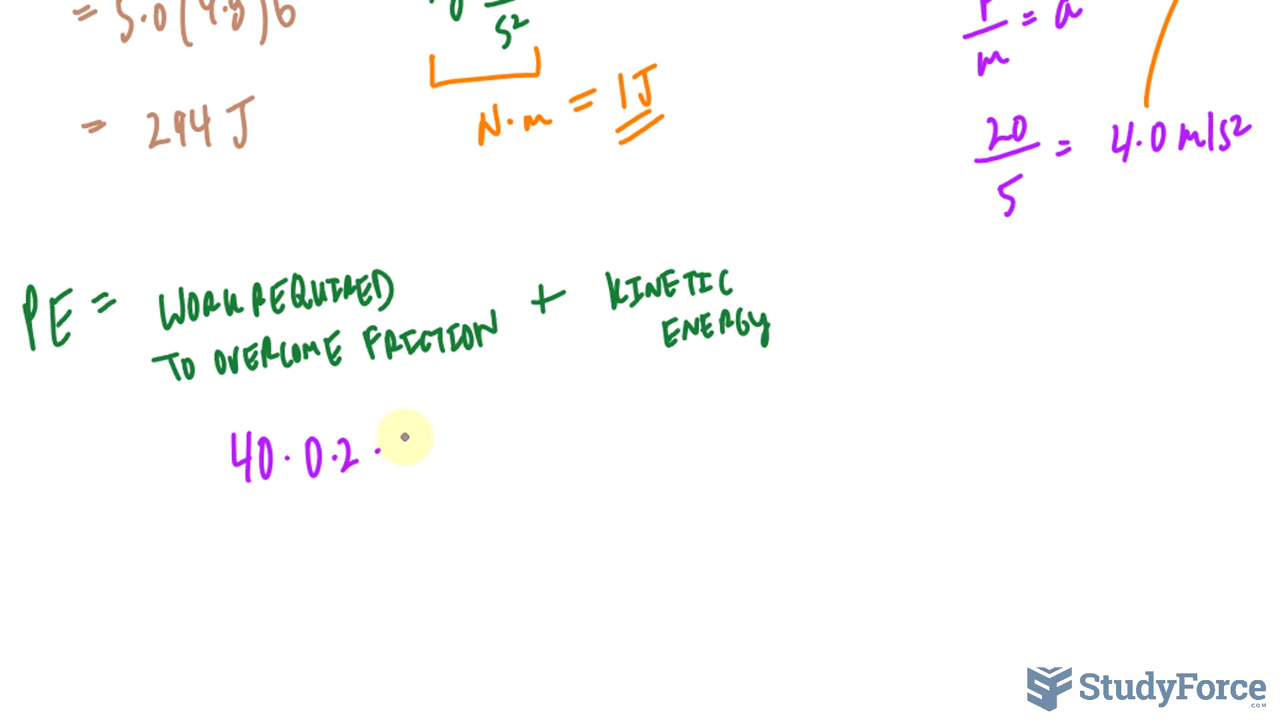 = 5.0(9.8)6
s²
F/m = a
= 294 J
N·m = 1J
20/5 = 4.0 m/s²
PE = WORK REQUIRED TO OVERCOME FRICTION + KINETIC ENERGY
40 · 0.2 ·
StudyForce
.COM